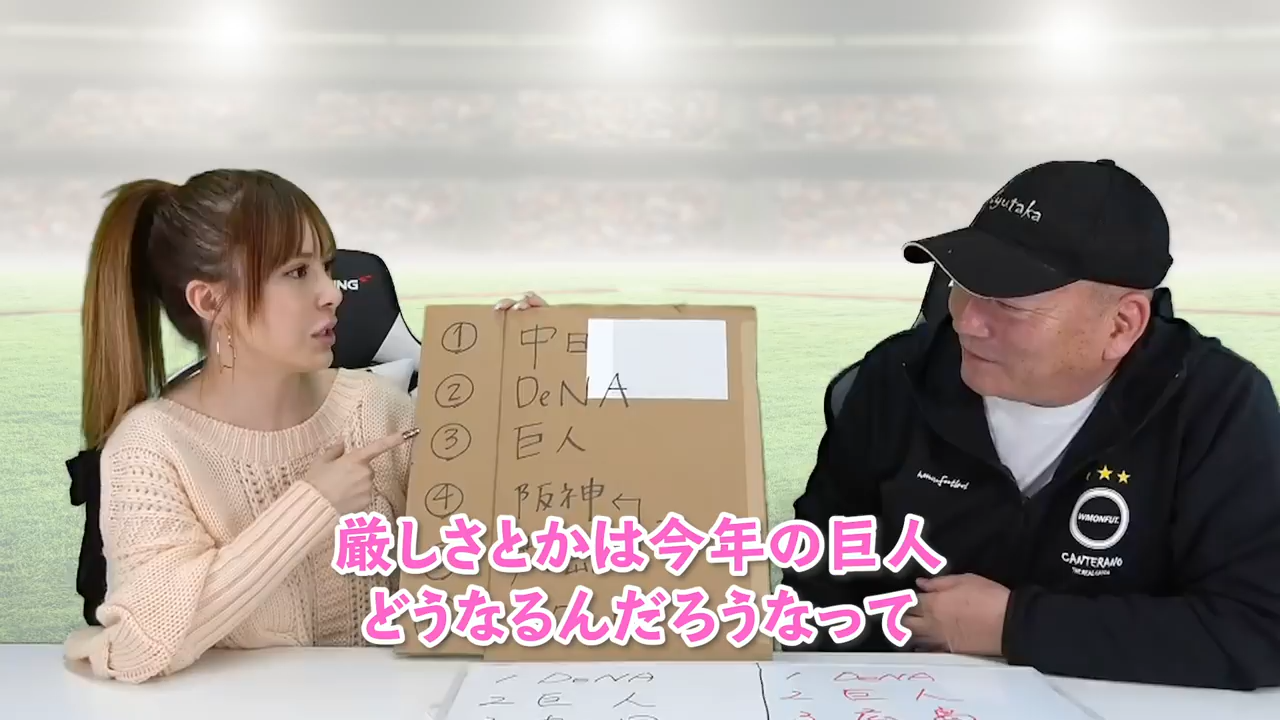 yutaka
NG
① 中日
② DeNA
③ 巨人
④ 阪神
厳しさとかは今年の巨人
どうなるんだろうなって
WMONFUT.
CANTERANO
1 DeNA
2 巨人
1 DeNA
2 巨人